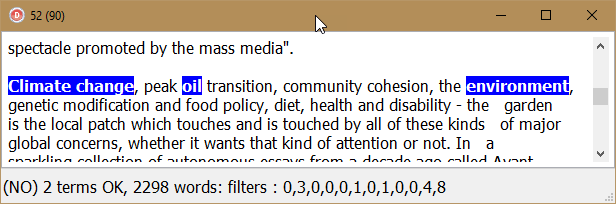 52 (90)
spectacle promoted by the mass media".
Climate change, peak oil transition, community cohesion, the environment,
genetic modification and food policy, diet, health and disability - the garden
is the local patch which touches and is touched by all of these kinds of major
global concerns, whether it wants that kind of attention or not. In a
sparkling collection of autonomous essays from a decade ago called Avant
(NO) 2 terms OK, 2298 words: filters : 0,3,0,0,0,1,0,1,0,0,4,8